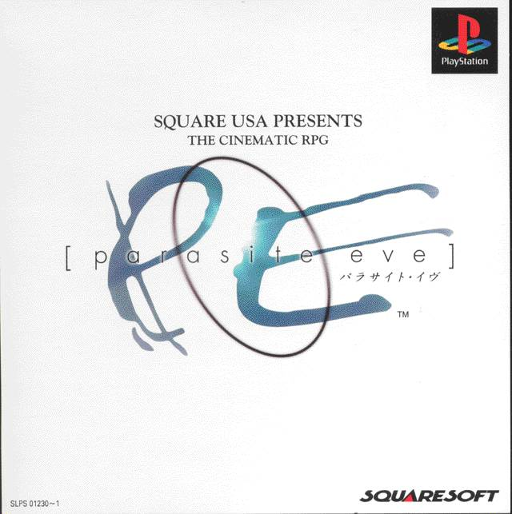 PlayStation
SQUARE USA PRESENTS
THE CINEMATIC RPG
PE
[ parasite eve ]
パラサイト・イヴ
TM
SLPS 01230~1
SQUARESOFT